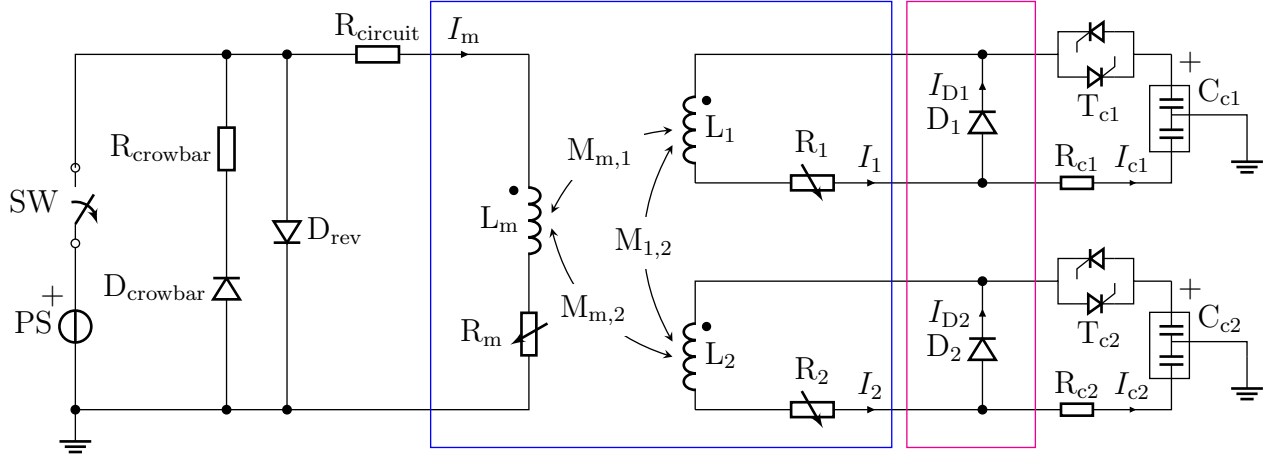 R_circuit
I_m
R_crowbar
SW
D_crowbar
D_rev
+
PS
L_m
R_m
M_m,1
M_1,2
M_m,2
L_1
R_1
I_1
I_D1
D_1
T_c1
+
C_c1
R_c1
I_c1
L_2
R_2
I_2
I_D2
D_2
T_c2
+
C_c2
R_c2
I_c2